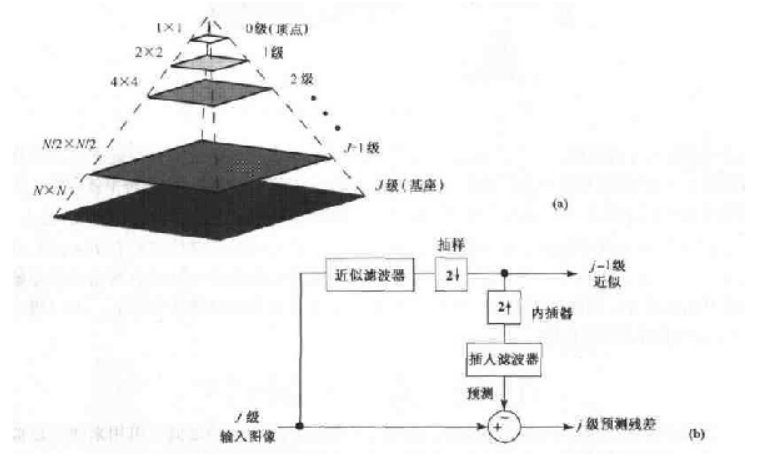 1×1
0级(顶点)
2×2
1级
4×4
2级
N/2×N/2
J-1级
N×N
J级(基座)
(a)
抽样
近似滤波器
2↓
j-1级
近似
2↑
内插器
插入滤波器
预测
J级
输入图像
+
-
j级预测残差
(b)